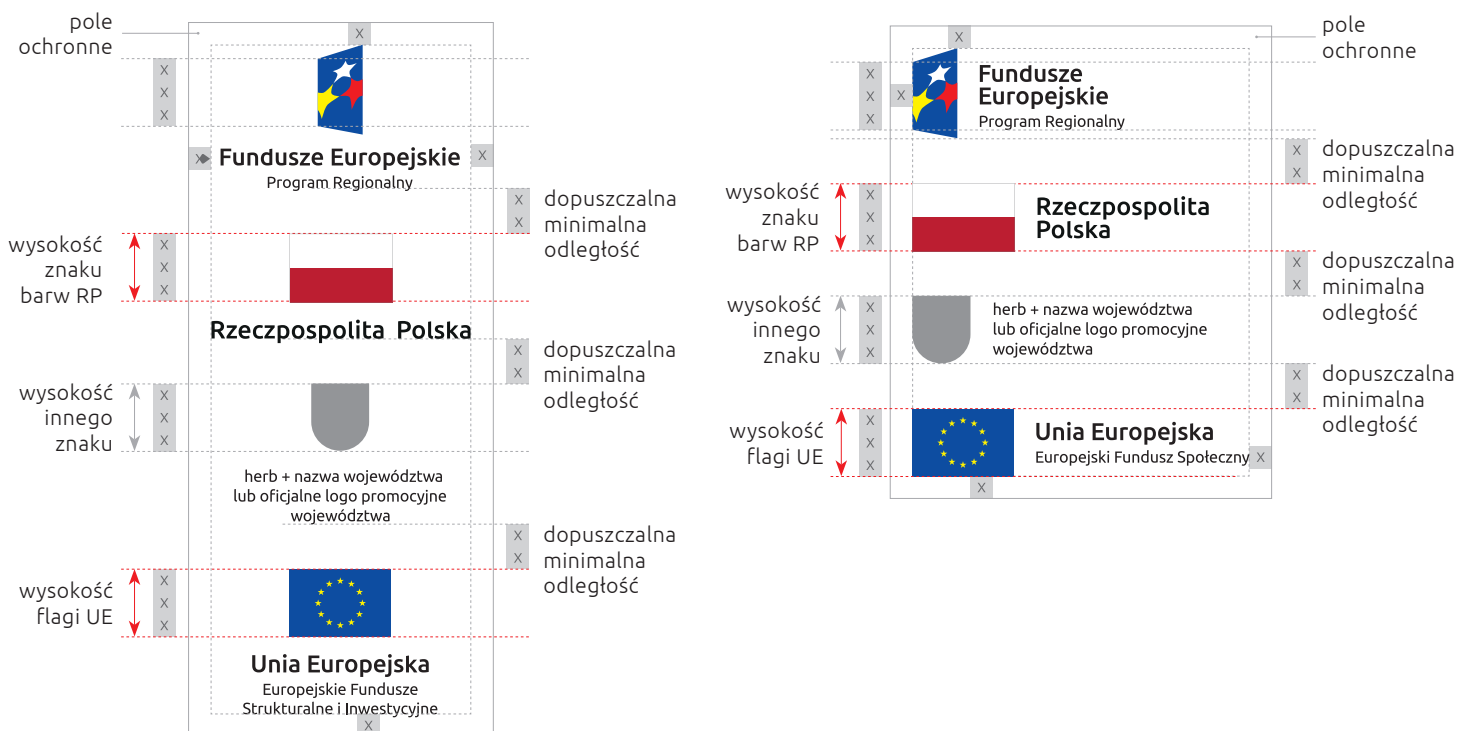 pole
ochronne
X
X
X
X
X
X
Fundusze Europejskie
Program Regionalny
X
X
dopuszczalna
minimalna
odległość
wysokość
znaku
barw RP
X
X
X
Rzeczpospolita Polska
X
X
dopuszczalna
minimalna
odległość
wysokość
innego
znaku
X
X
X
herb + nazwa województwa
lub oficjalne logo promocyjne
województwa
X
X
dopuszczalna
minimalna
odległość
wysokość
flagi UE
X
X
X
Unia Europejska
Europejskie Fundusze
Strukturalne i Inwestycyjne
X
pole
ochronne
X
X
X
X
X
Fundusze
Europejskie
Program Regionalny
X
X
dopuszczalna
minimalna
odległość
wysokość
znaku
barw RP
X
X
X
Rzeczpospolita
Polska
X
X
dopuszczalna
minimalna
odległość
wysokość
innego
znaku
X
X
X
herb + nazwa województwa
lub oficjalne logo promocyjne
województwa
X
X
dopuszczalna
minimalna
odległość
wysokość
flagi UE
X
X
X
Unia Europejska
Europejski Fundusz Społeczny
X
X